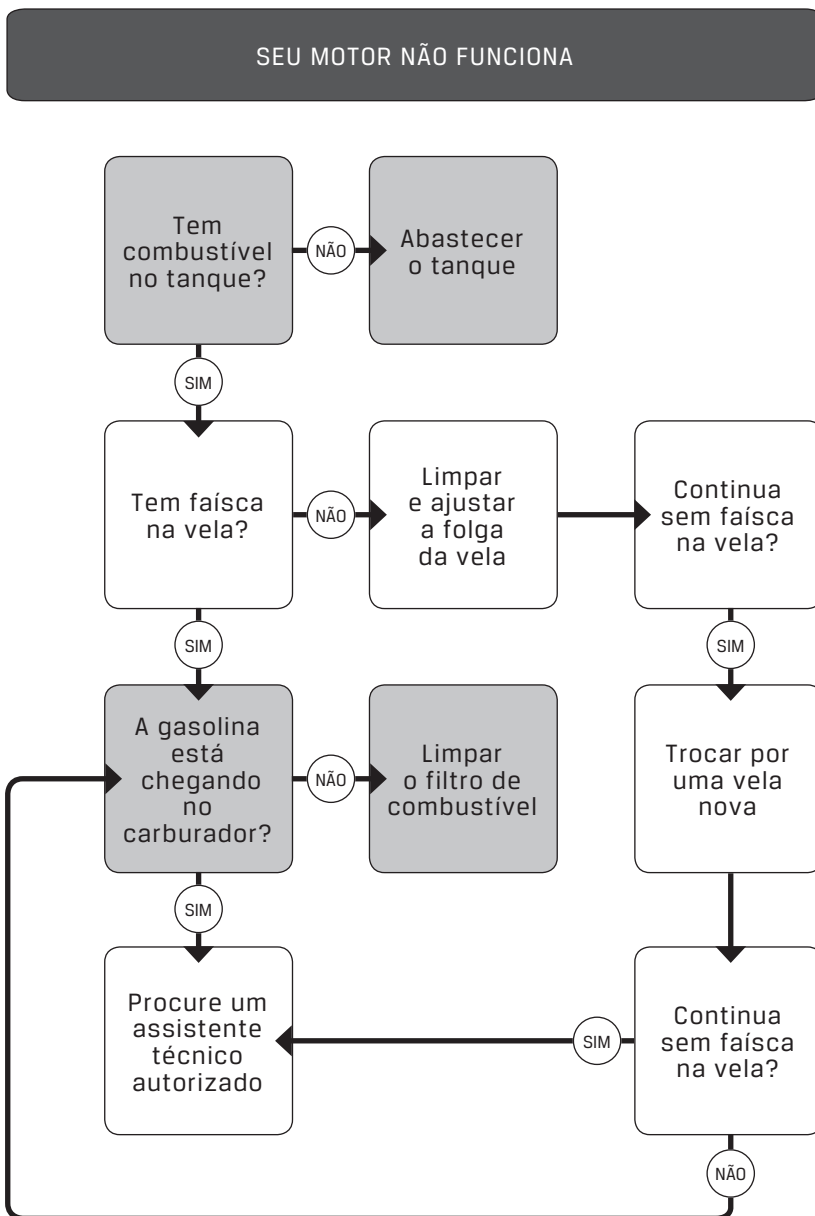 SEU MOTOR NÃO FUNCIONA
Tem
combustível
no tanque?
NÃO
Abastecer
o tanque
SIM
Tem faísca
na vela?
NÃO
Limpar
e ajustar
a folga
da vela
Continua
sem faísca
na vela?
SIM
SIM
A gasolina
está
chegando
no
carburador?
NÃO
Limpar
o filtro de
combustível
Trocar por
uma vela
nova
SIM
Procure um
assistente
técnico
autorizado
SIM
Continua
sem faísca
na vela?
NÃO